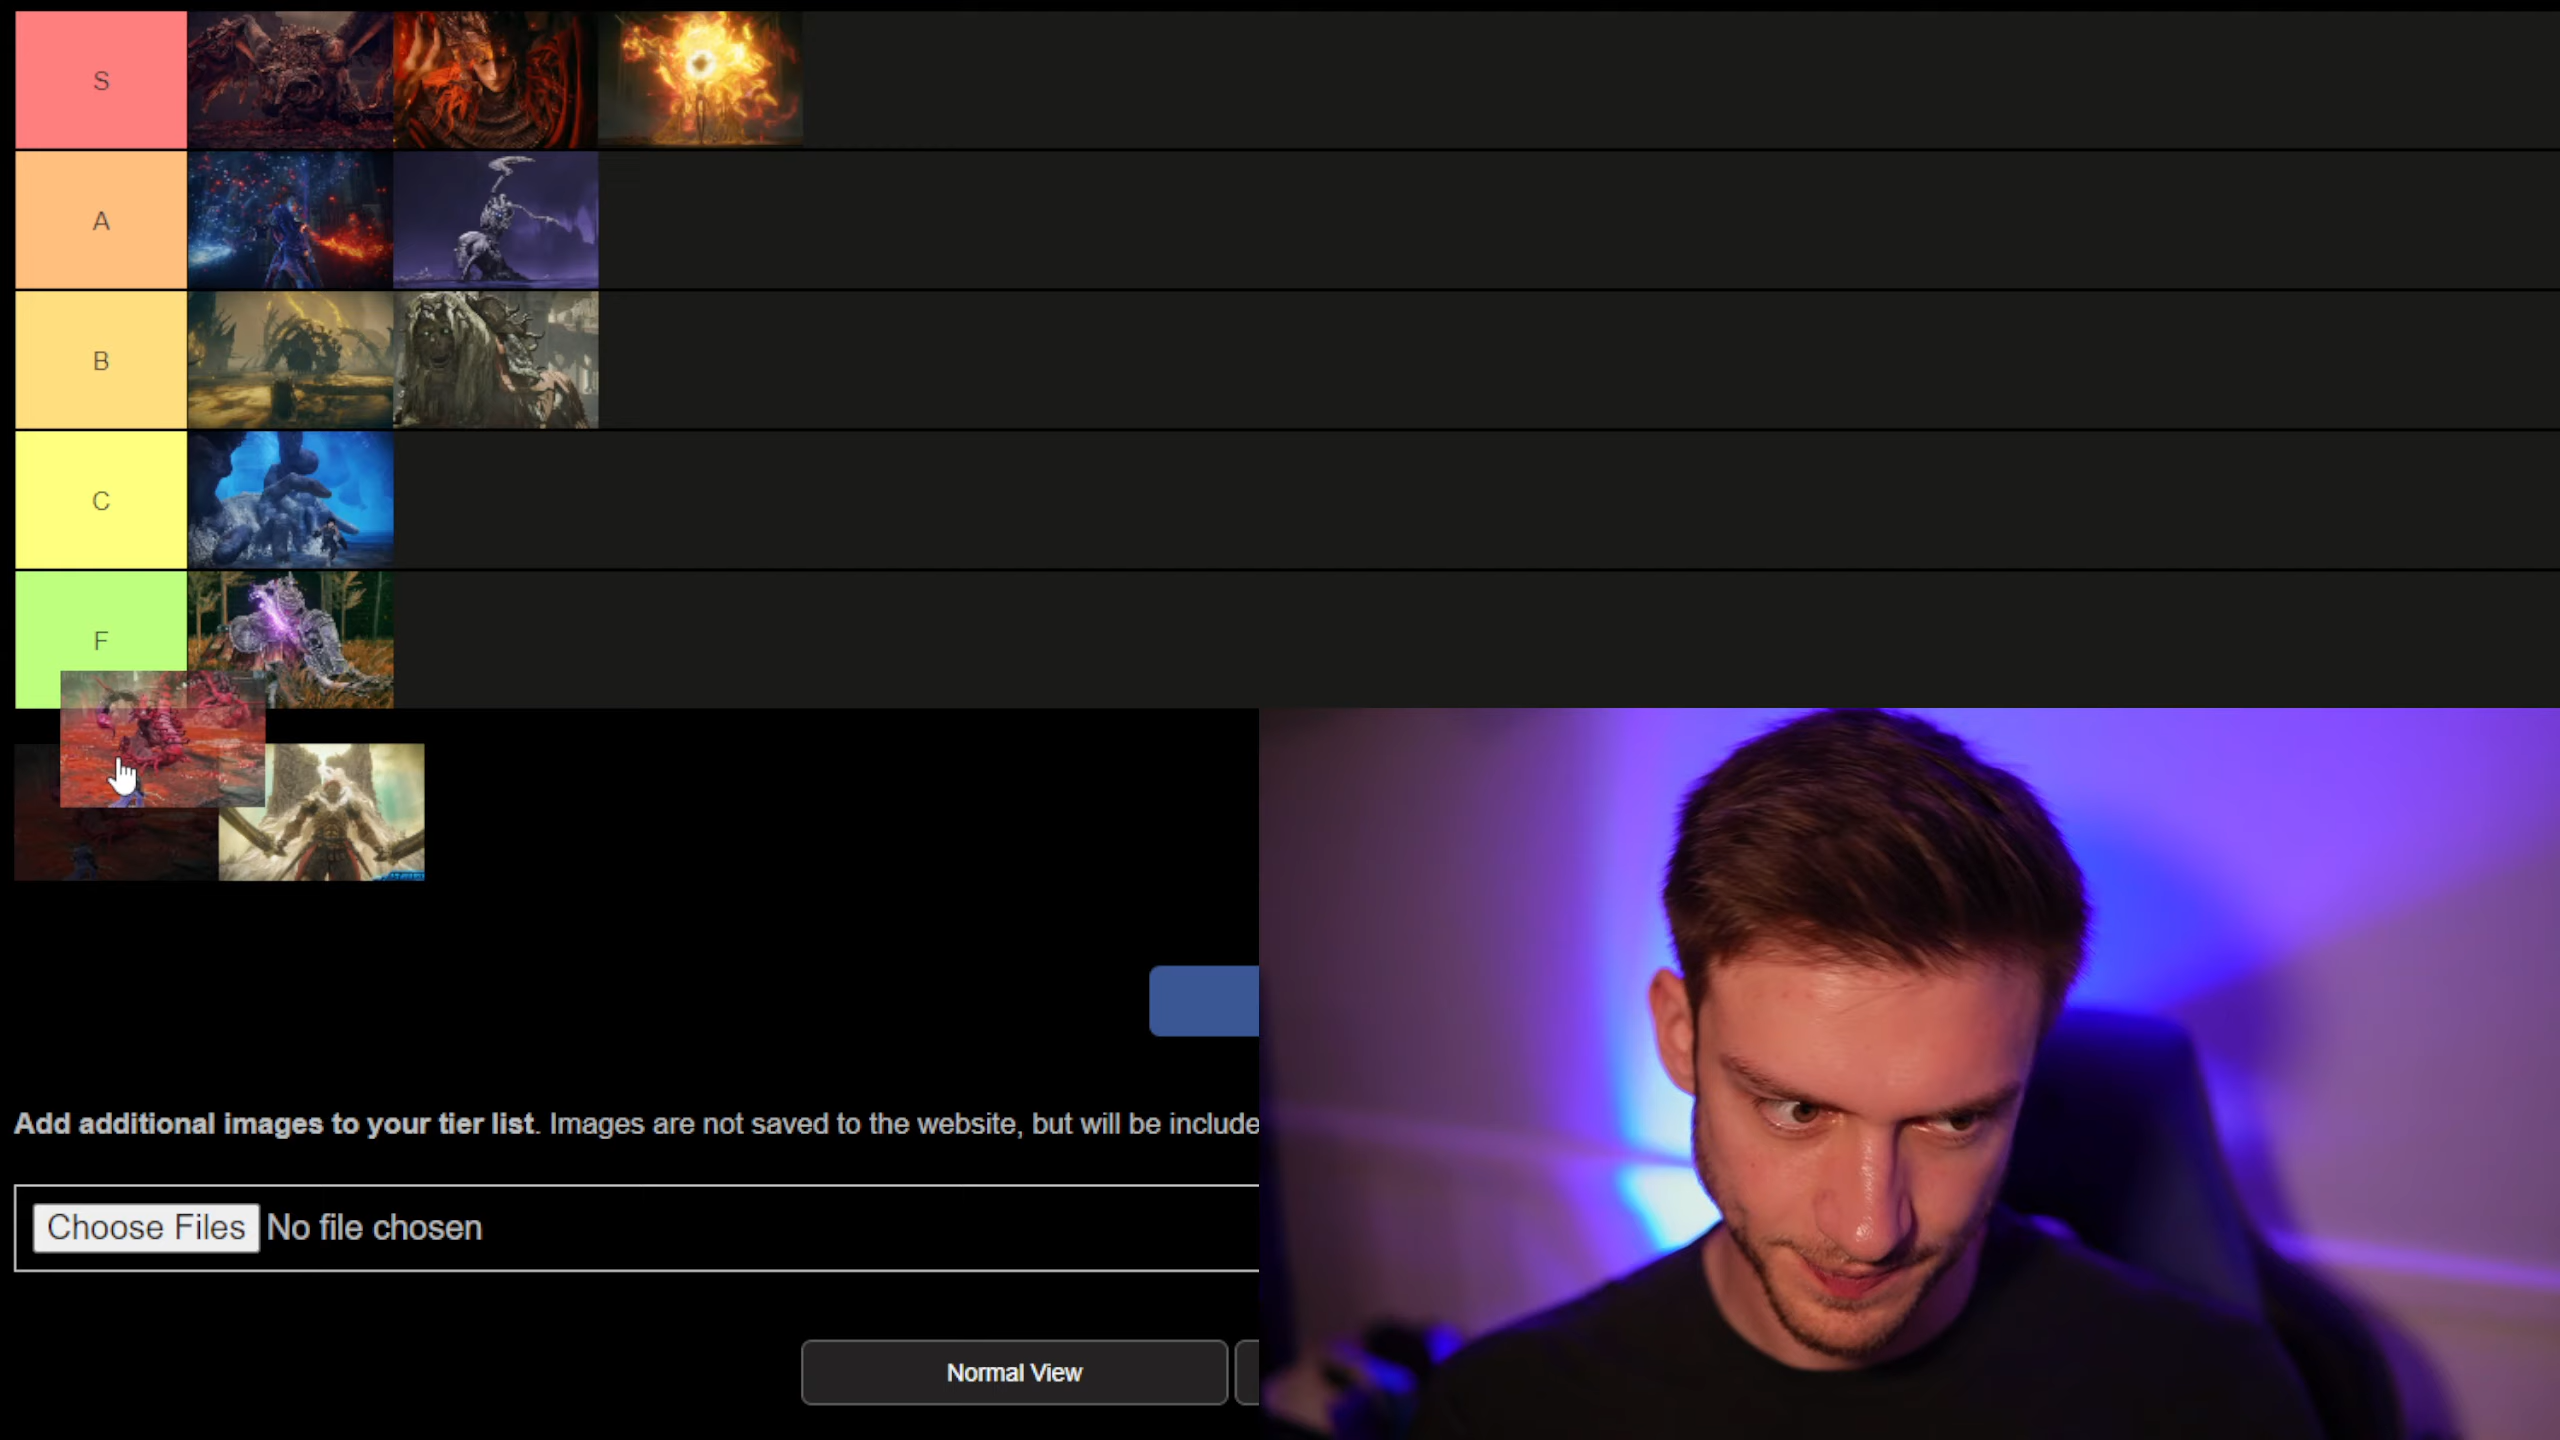 S
A
B
C
F
Add additional images to your tier list. Images are not saved to the website, but will be include
Choose Files No file chosen
Normal View